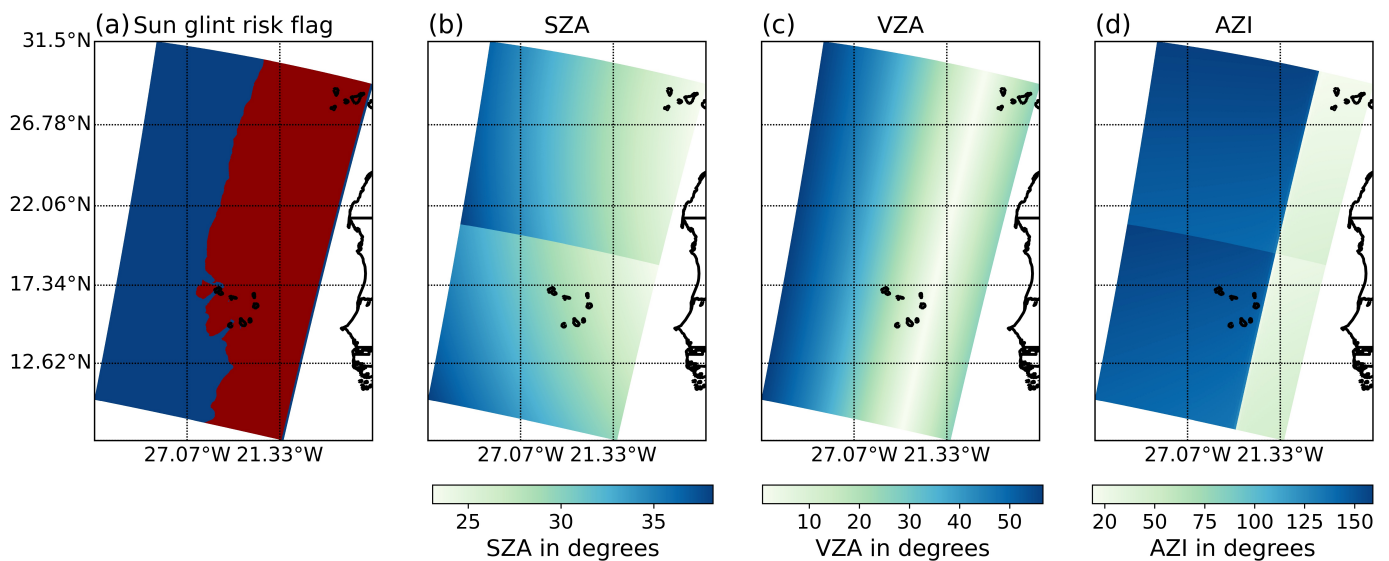 (a) Sun glint risk flag
(b) SZA
(c) VZA
(d) AZI
31.5°N
26.78°N
22.06°N
17.34°N
12.62°N
27.07°W 21.33°W
27.07°W 21.33°W
27.07°W 21.33°W
27.07°W 21.33°W
25 30 35
SZA in degrees
10 20 30 40 50
VZA in degrees
20 50 75 100 125 150
AZI in degrees